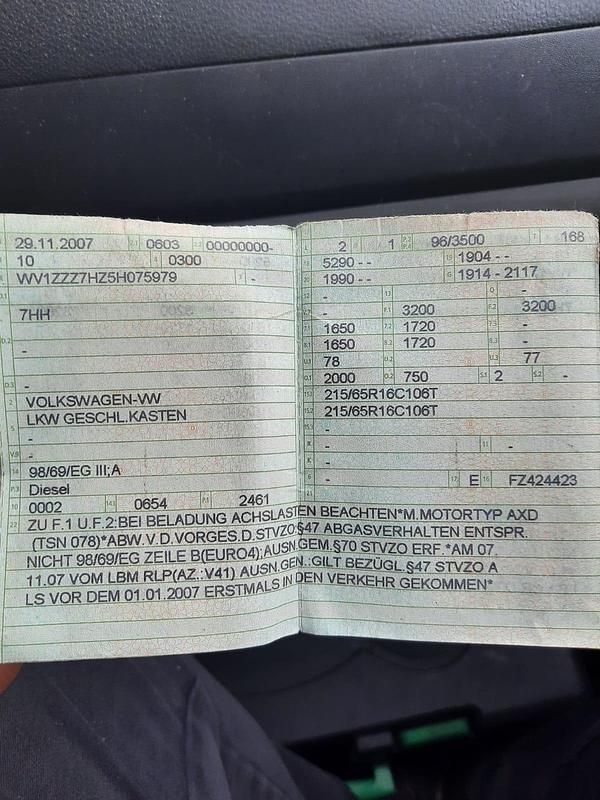 29.11.2007 0603 00000000-
10 0300
WV1ZZZ7HZ5H075979 -
7HH
-
-
VOLKSWAGEN-VW
LKW GESCHL.KASTEN
-
-
98/69/EG III;A
Diesel
0002 0654 2461
2 1 96/3500 168
5290 -- 1904 --
1990 -- 1914 - 2117
- - -
- 3200 3200
1650 1720 -
1650 1720 -
78 77
2000 750 2 -
215/65R16C106T
215/65R16C106T
-
- -
-
- E FZ424423
22 ZU F.1 U.F.2:BEI BELADUNG ACHSLASTEN BEACHTEN*M.MOTORTYP AXD
(TSN 078)*ABW.V.D.VORGES.D.STVZO:§47 ABGASVERHALTEN ENTSPR.
NICHT 98/69/EG ZEILE B(EURO4);AUSN.GEM.§70 STVZO ERF.*AM 07.
11.07 VOM LBM RLP(AZ.:V41) AUSN.GEN.:GILT BEZÜGL.§47 STVZO A
LS VOR DEM 01.01.2007 ERSTMALS IN DEN VERKEHR GEKOMMEN*